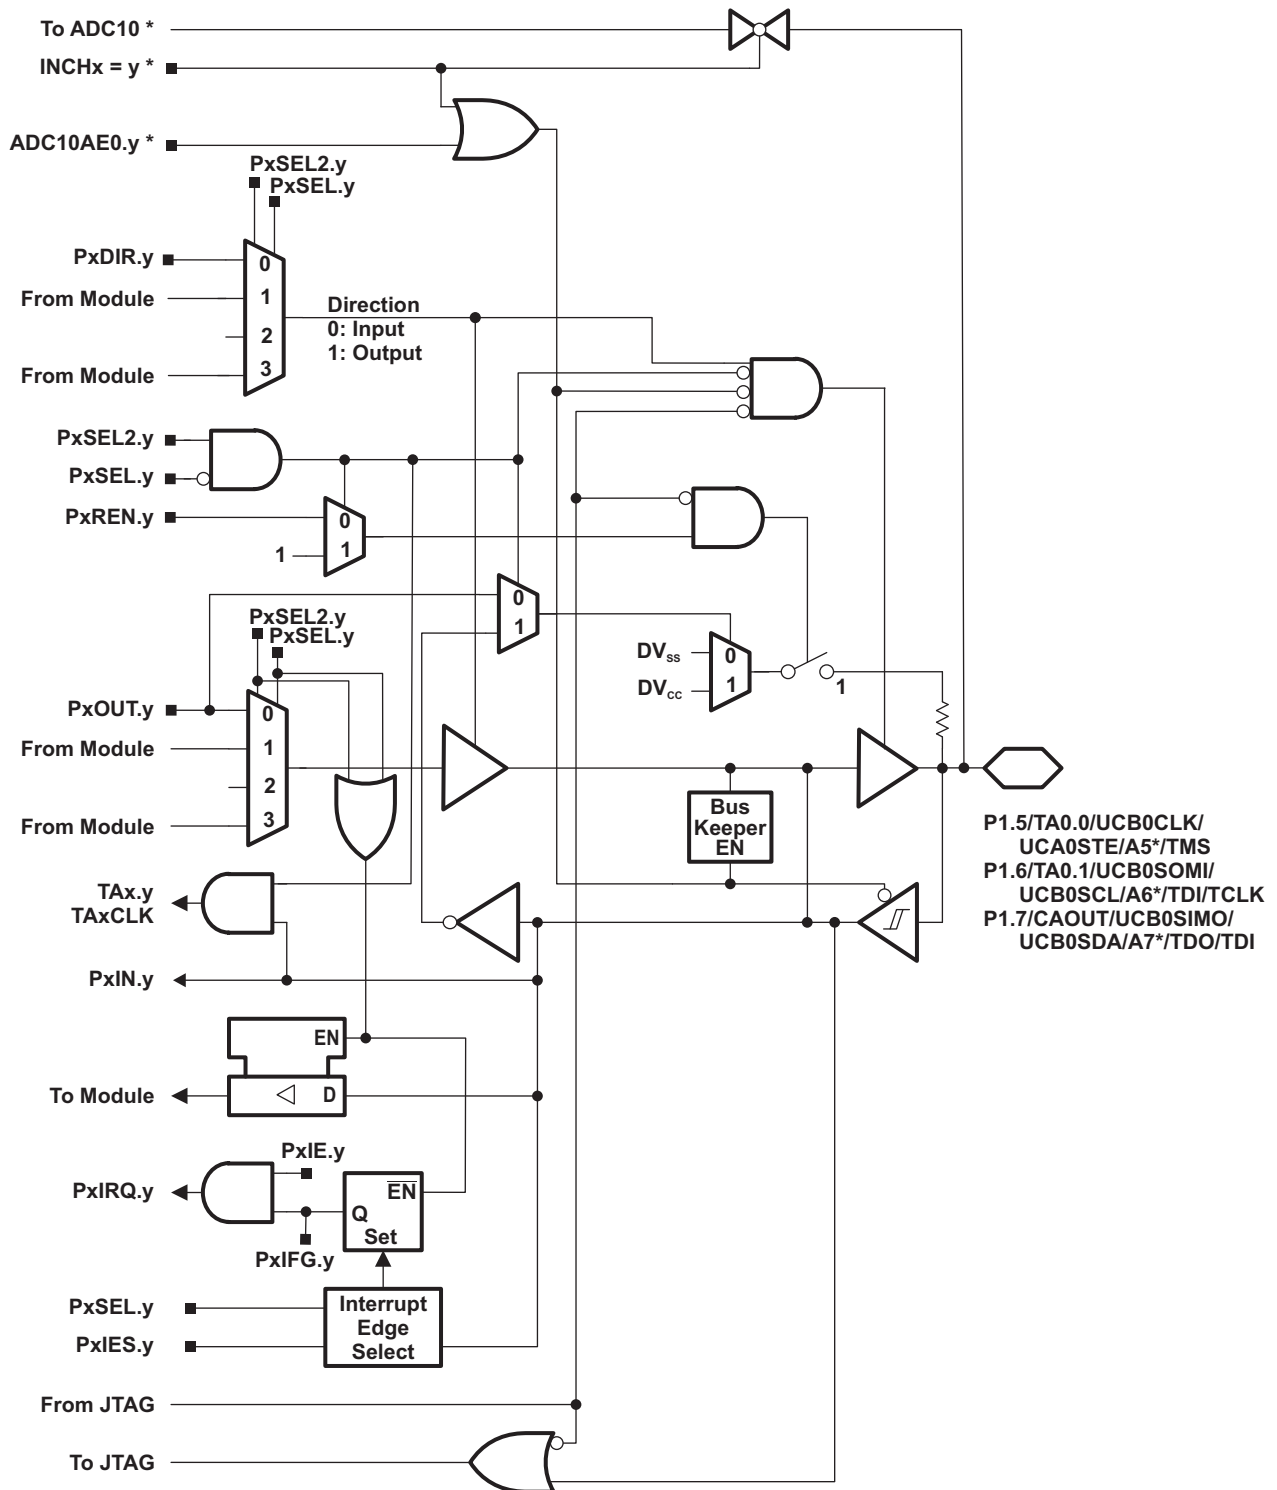 To ADC10 *
INCHx = y *
ADC10AE0.y *
PxSEL2.y
PxSEL.y
PxDIR.y
0
From Module
1
2
From Module
3
Direction
0: Input
1: Output
PxSEL2.y
PxSEL.y
PxREN.y
0
1
1
0
1
PxSEL2.y
PxSEL.y
DVSS
0
DVCC
1
1
PxOUT.y
0
From Module
1
2
From Module
3
Bus
Keeper
EN
P1.5/TA0.0/UCB0CLK/
UCA0STE/A5*/TMS
P1.6/TA0.1/UCB0SOMI/
UCB0SCL/A6*/TDI/TCLK
P1.7/CAOUT/UCB0SIMO/
UCB0SDA/A7*/TDO/TDI
TAx.y
TAxCLK
PxIN.y
EN
To Module
D
PxIE.y
PxIRQ.y
EN
Q
Set
PxIFG.y
PxSEL.y
PxIES.y
Interrupt
Edge
Select
From JTAG
To JTAG